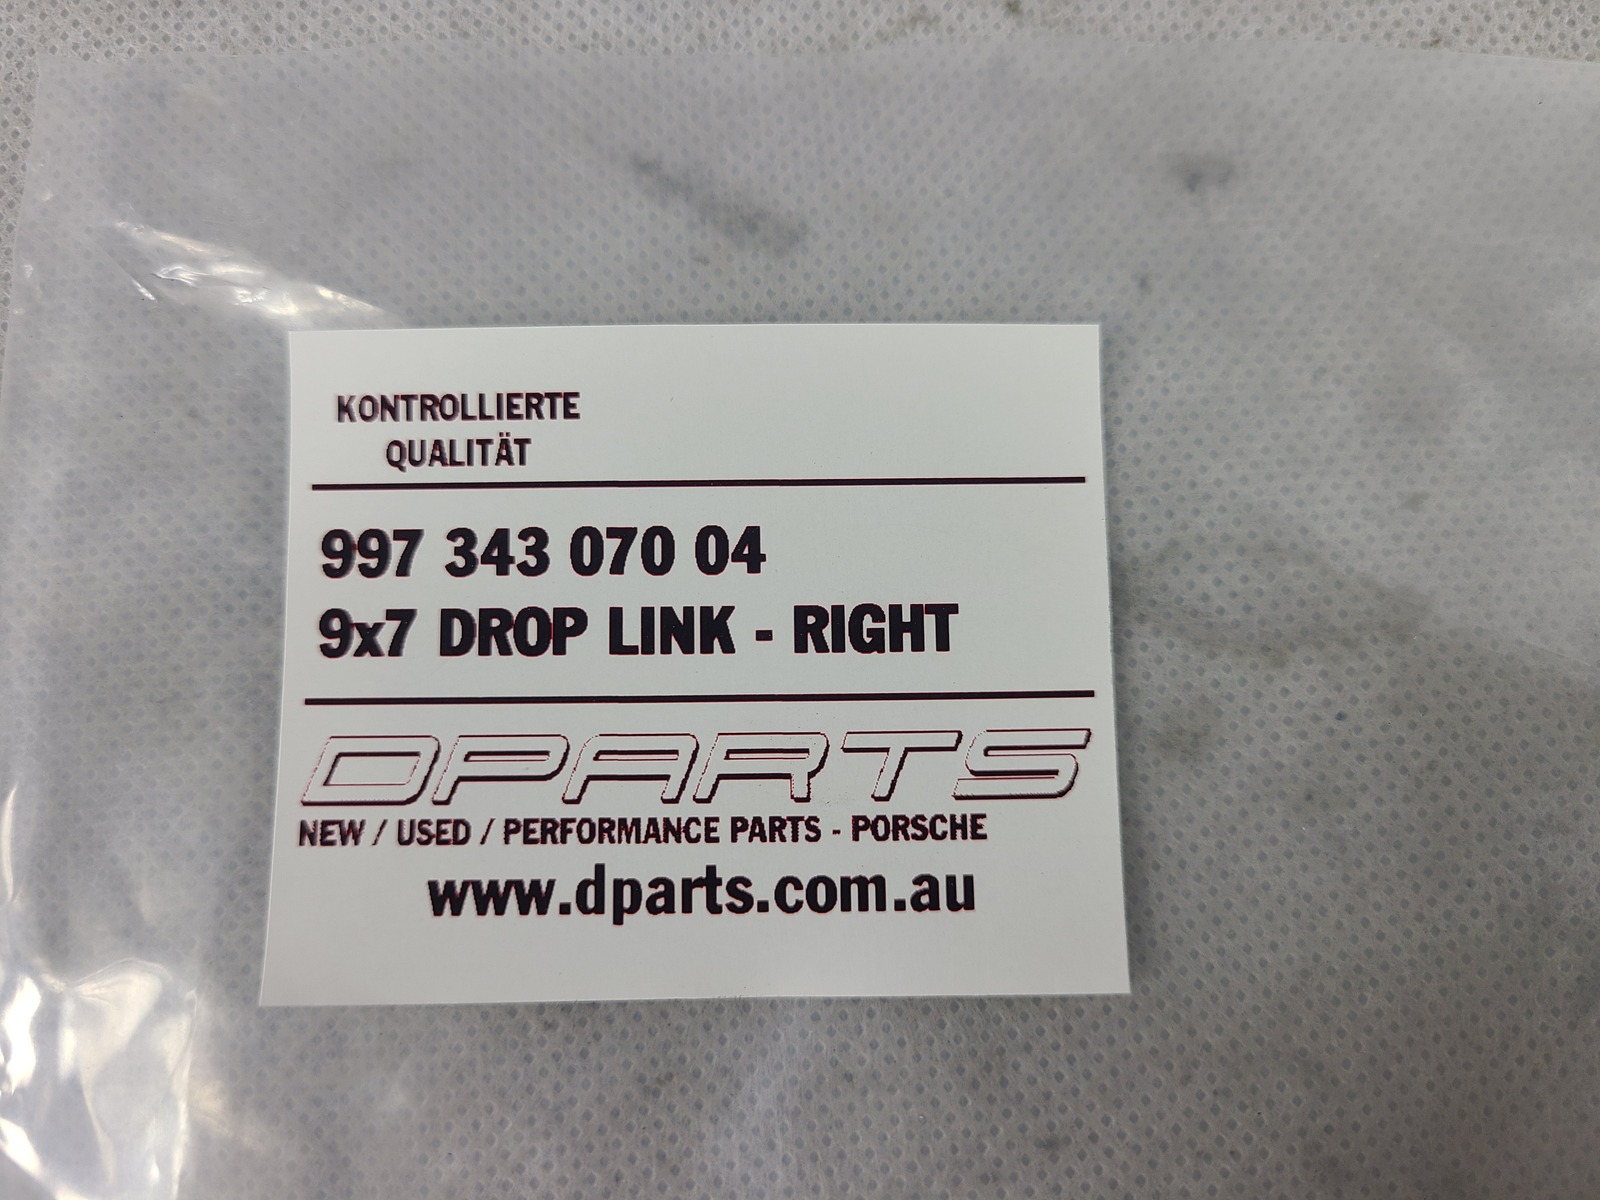 KONTROLLIERTE
QUALITÄT
997 343 070 04
9x7 DROP LINK - RIGHT
DPARTS
NEW / USED / PERFORMANCE PARTS - PORSCHE
www.dparts.com.au